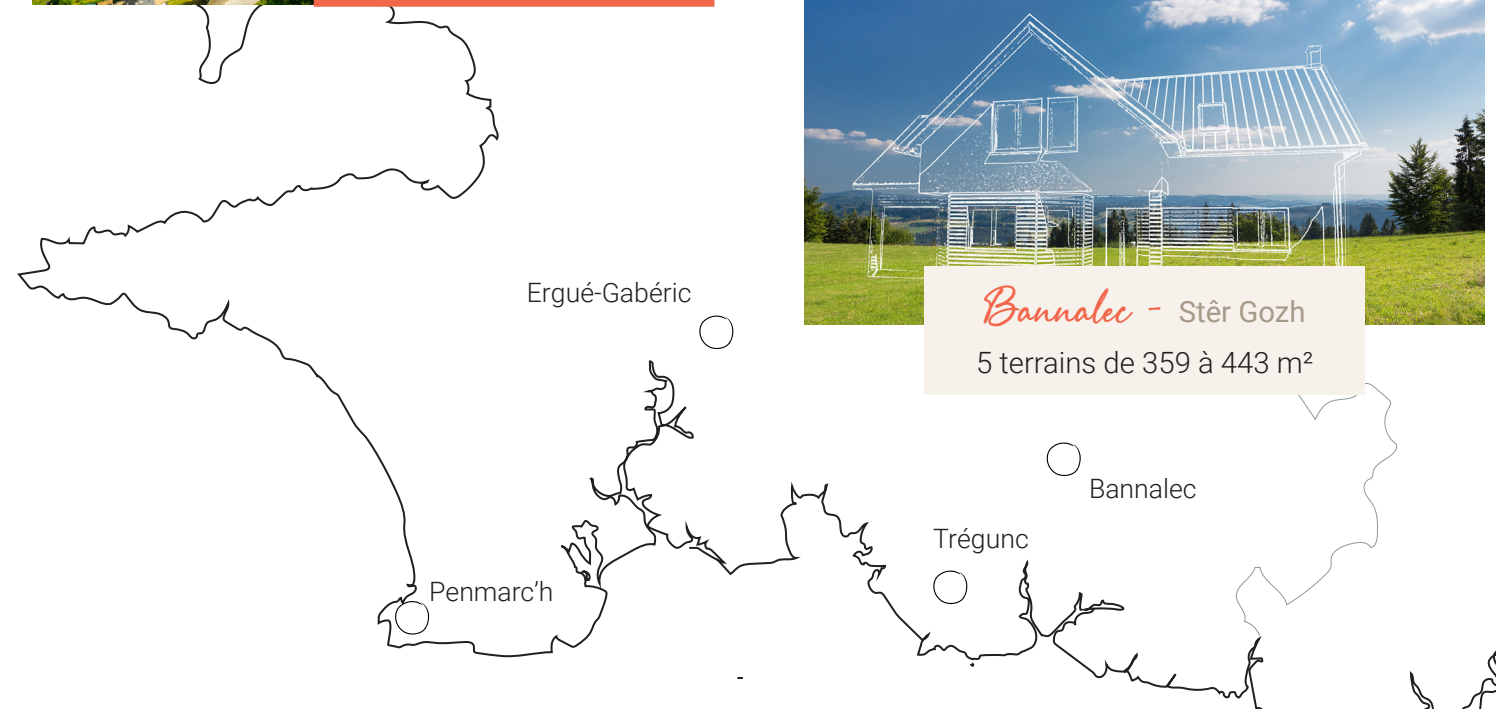 Ergué-Gabéric
Bannalec - Stêr Gozh
5 terrains de 359 à 443 m²
Bannalec
Trégunc
Penmarc’h
-